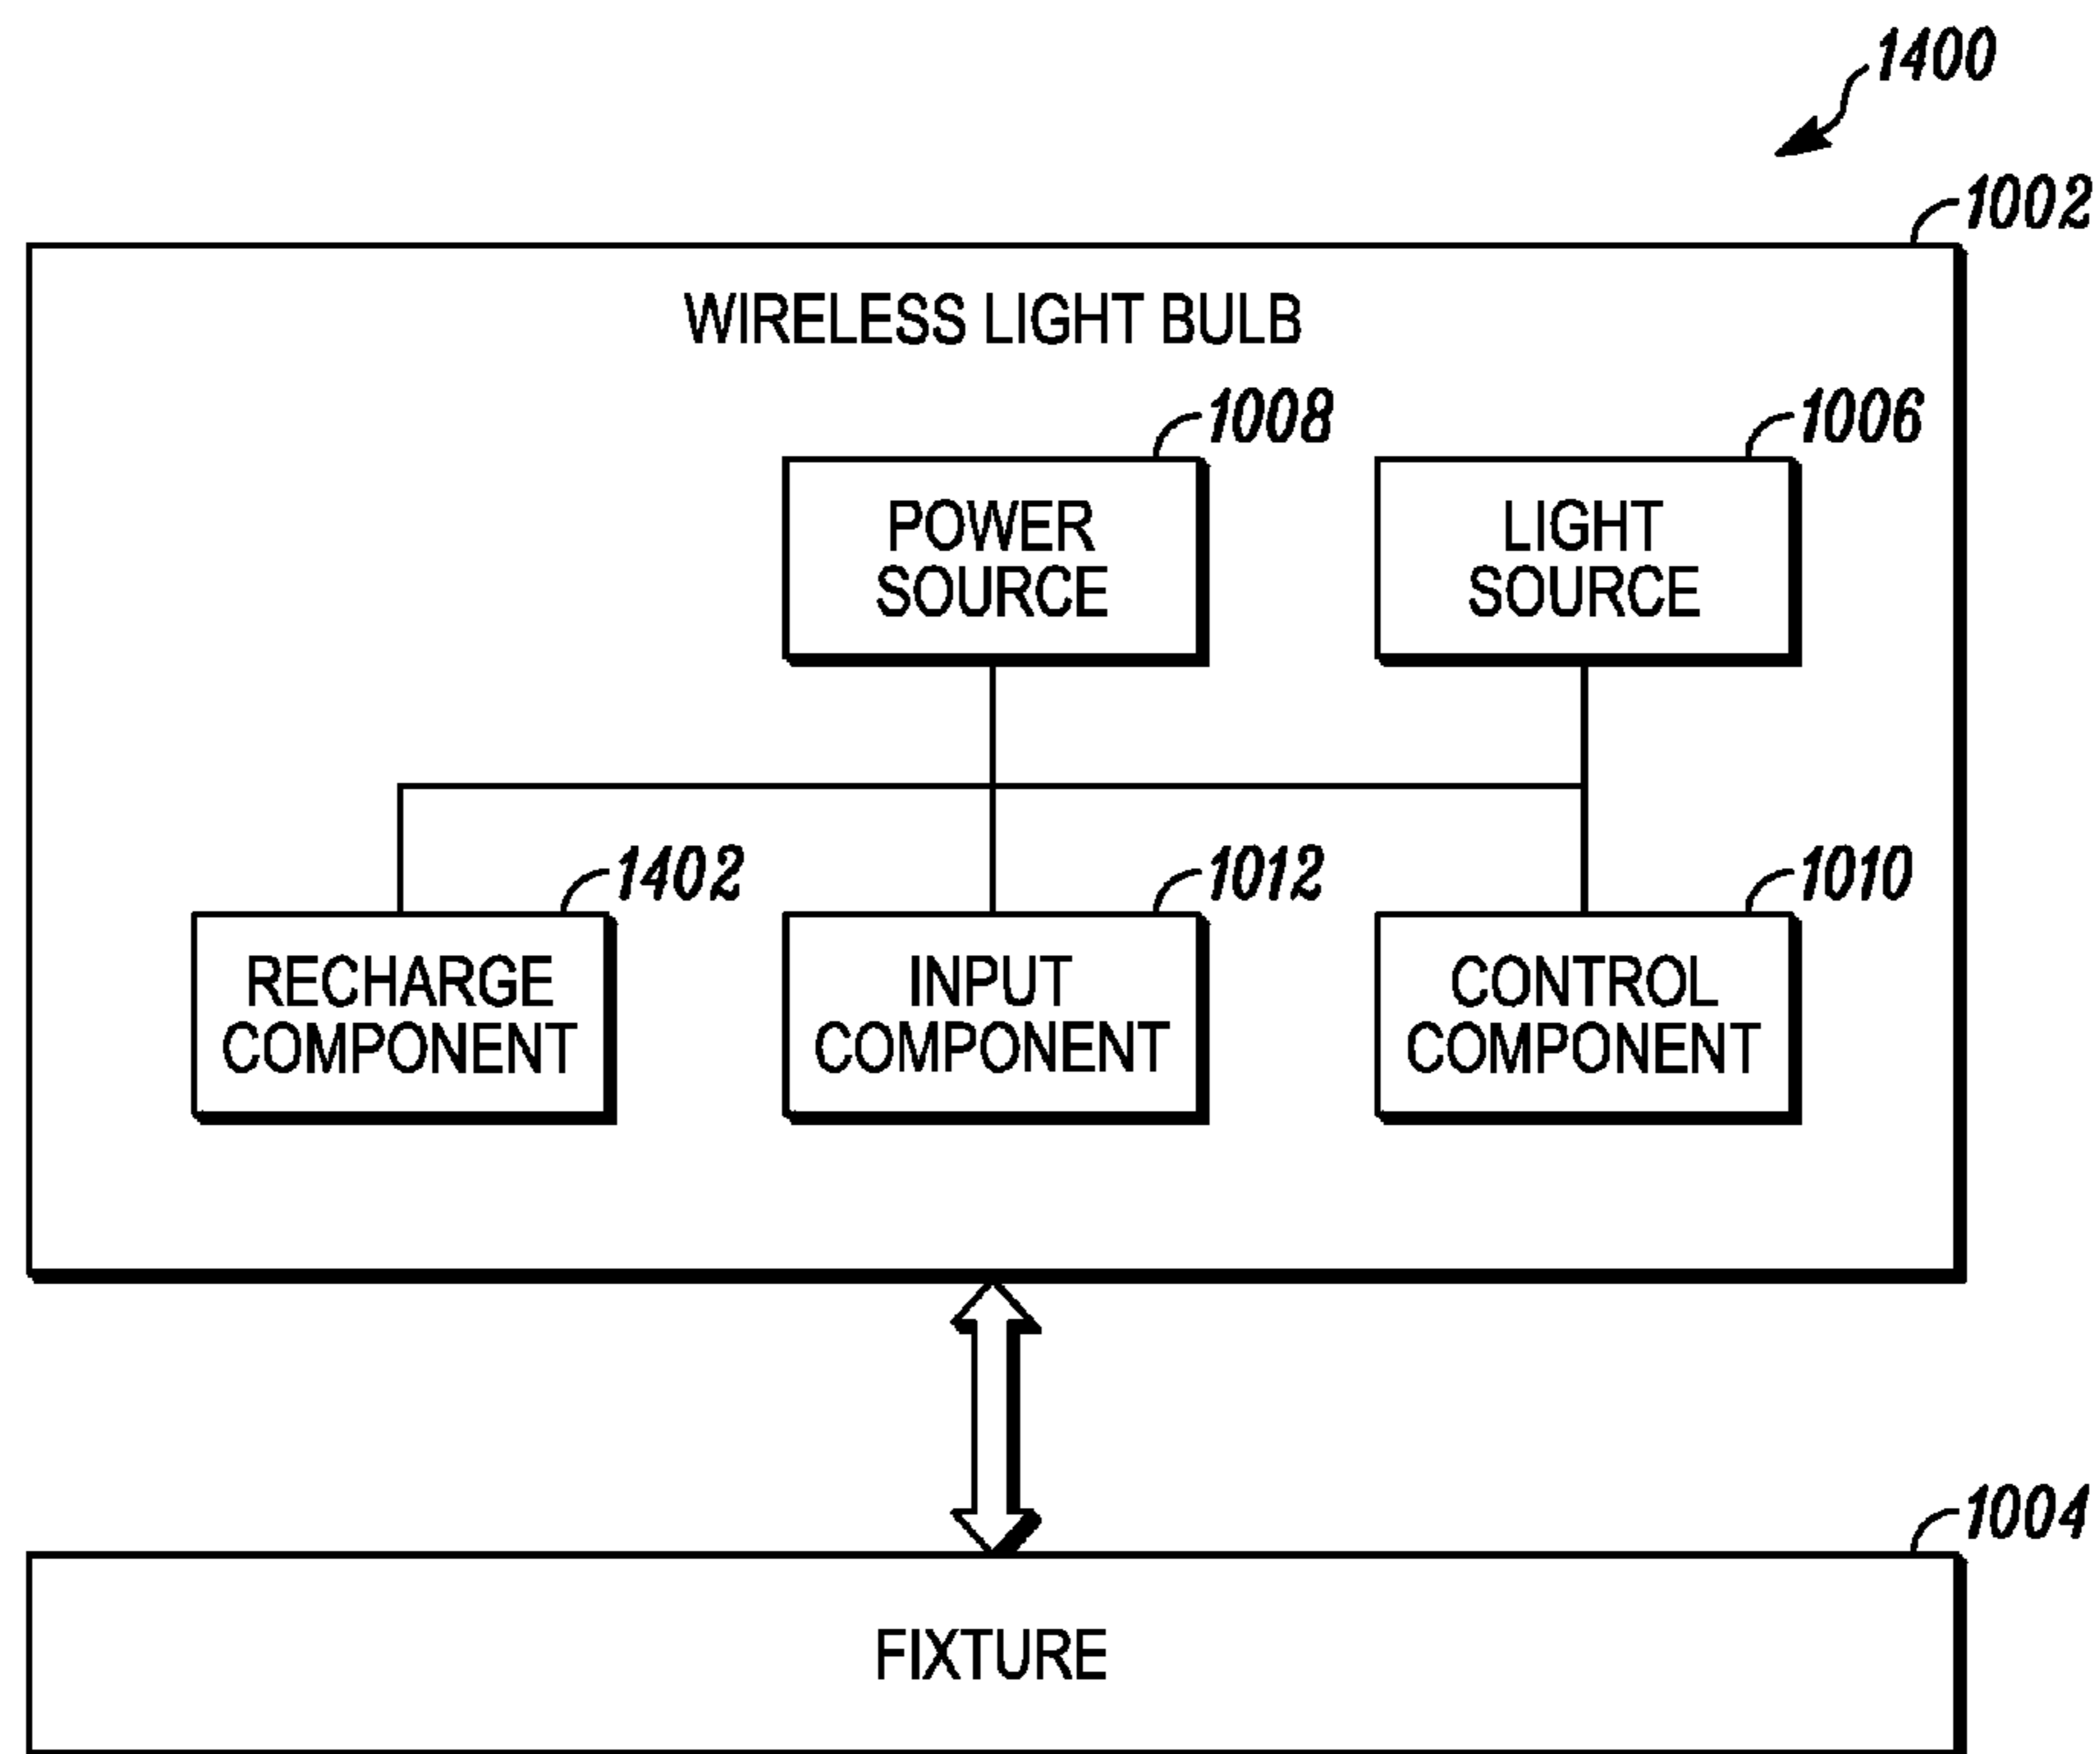 1400
1002
WIRELESS LIGHT BULB
1008
1006
POWER
SOURCE
LIGHT
SOURCE
1402
1012
1010
RECHARGE
COMPONENT
INPUT
COMPONENT
CONTROL
COMPONENT
1004
FIXTURE